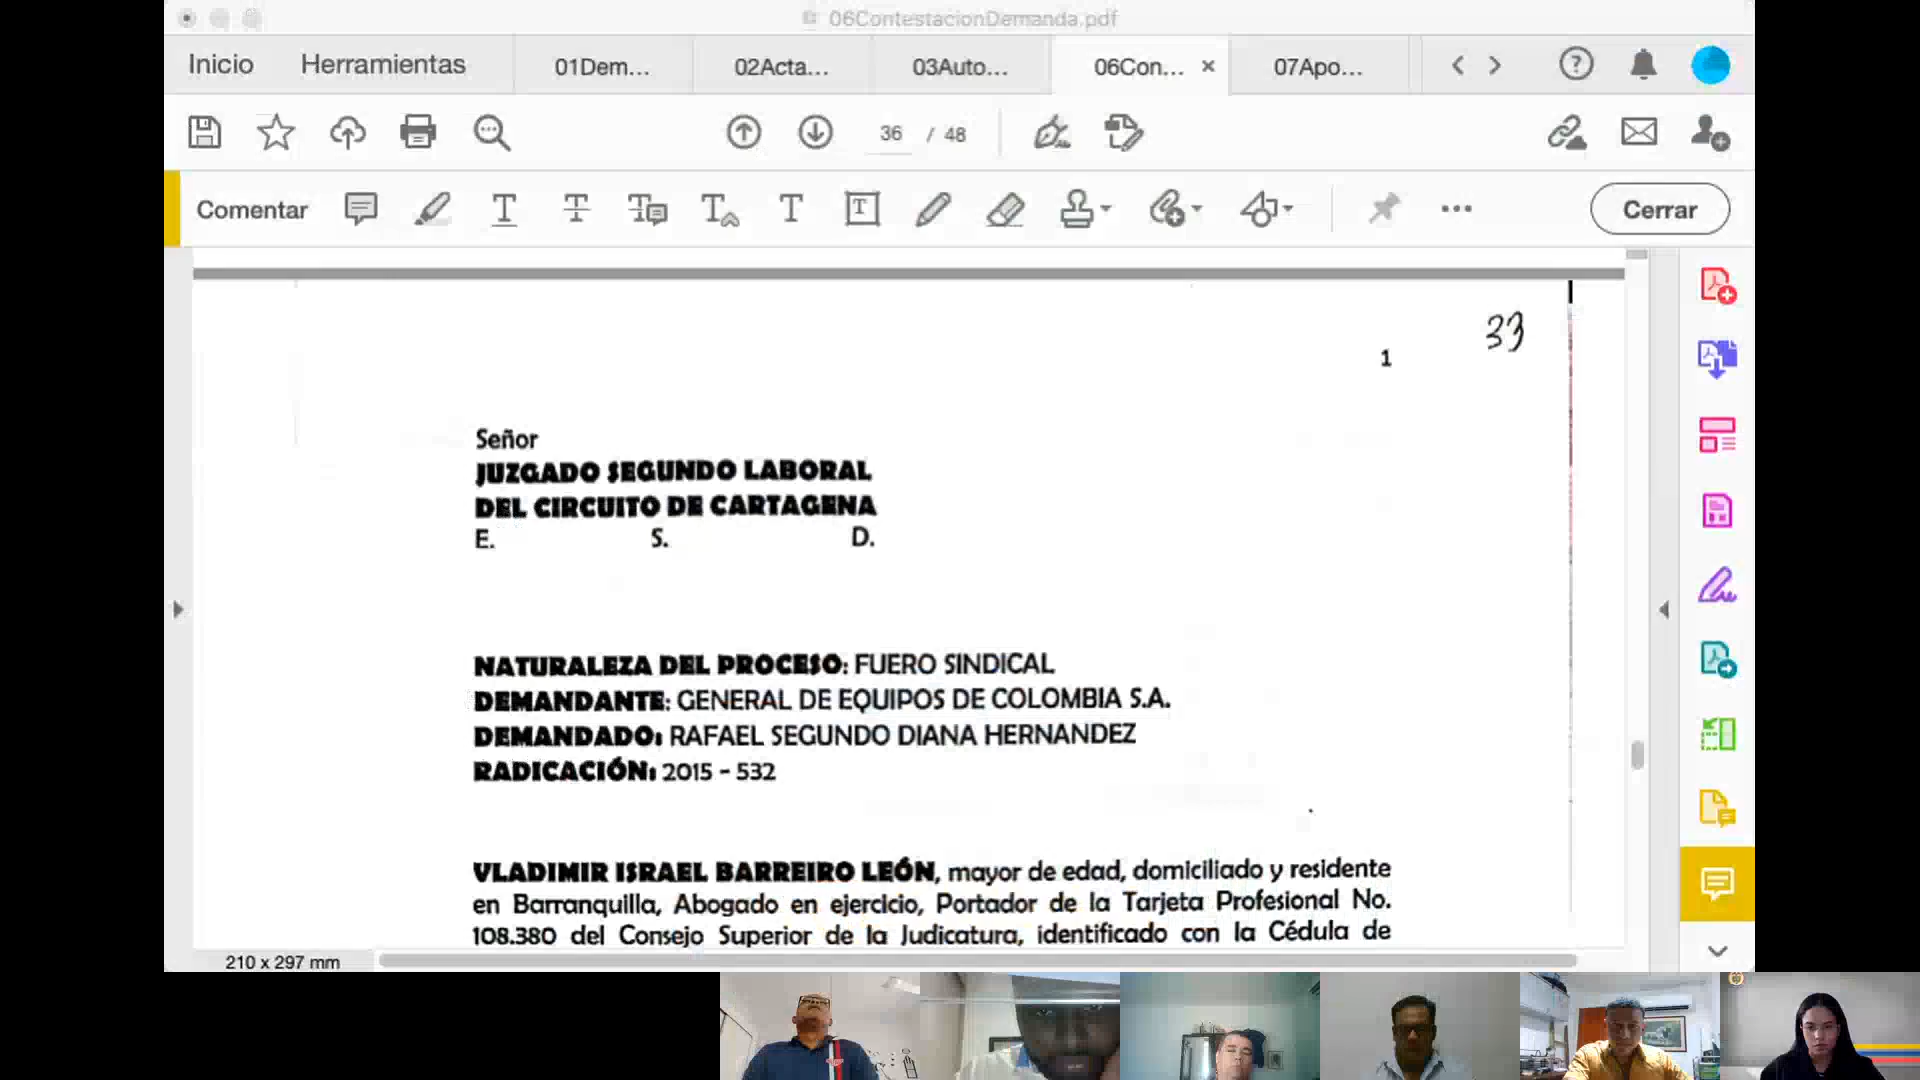 06ContestacionDemanda.pdf
Inicio
Herramientas
01Dem...
02Acta...
03Auto...
06Con...
07Apo...
36 / 48
Comentar
Cerrar
33
1
Señor
JUZGADO SEGUNDO LABORAL
DEL CIRCUITO DE CARTAGENA
E. S. D.
NATURALEZA DEL PROCESO: FUERO SINDICAL
DEMANDANTE: GENERAL DE EQUIPOS DE COLOMBIA S.A.
DEMANDADO: RAFAEL SEGUNDO DIANA HERNANDEZ
RADICACIÓN: 2015 - 532
VLADIMIR ISRAEL BARREIRO LEÓN, mayor de edad, domiciliado y residente
en Barranquilla, Abogado en ejercicio, Portador de la Tarjeta Profesional No.
108.380 del Consejo Superior de la Judicatura, identificado con la Cédula de
210 x 297 mm